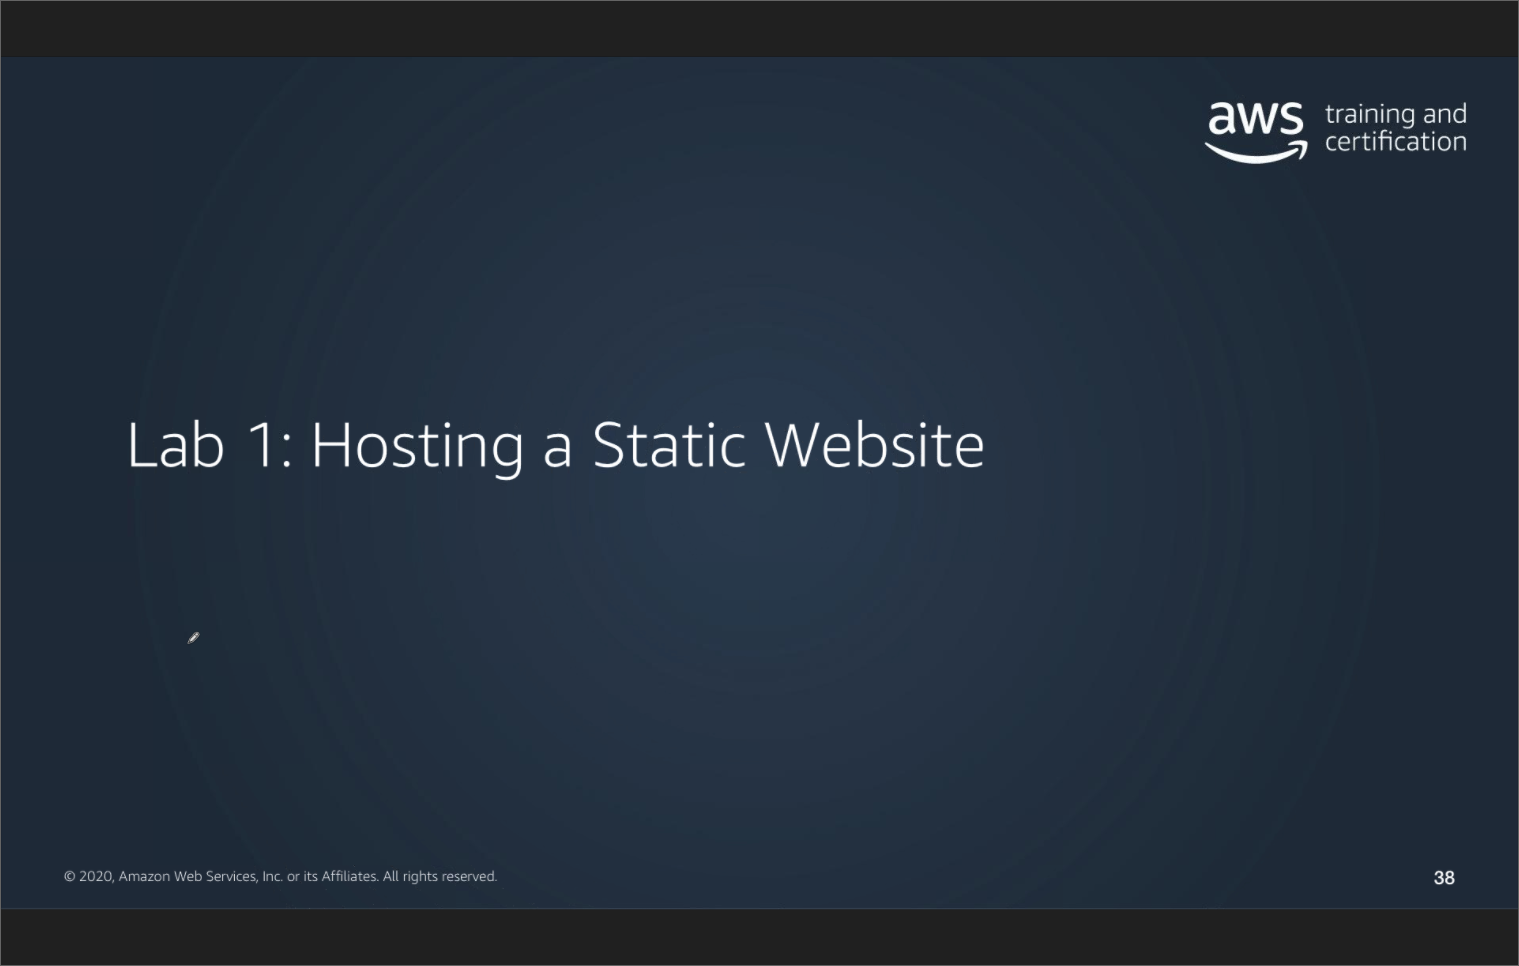 aws training and
certification
Lab 1: Hosting a Static Website
© 2020, Amazon Web Services, Inc. or its Affiliates. All rights reserved.
38